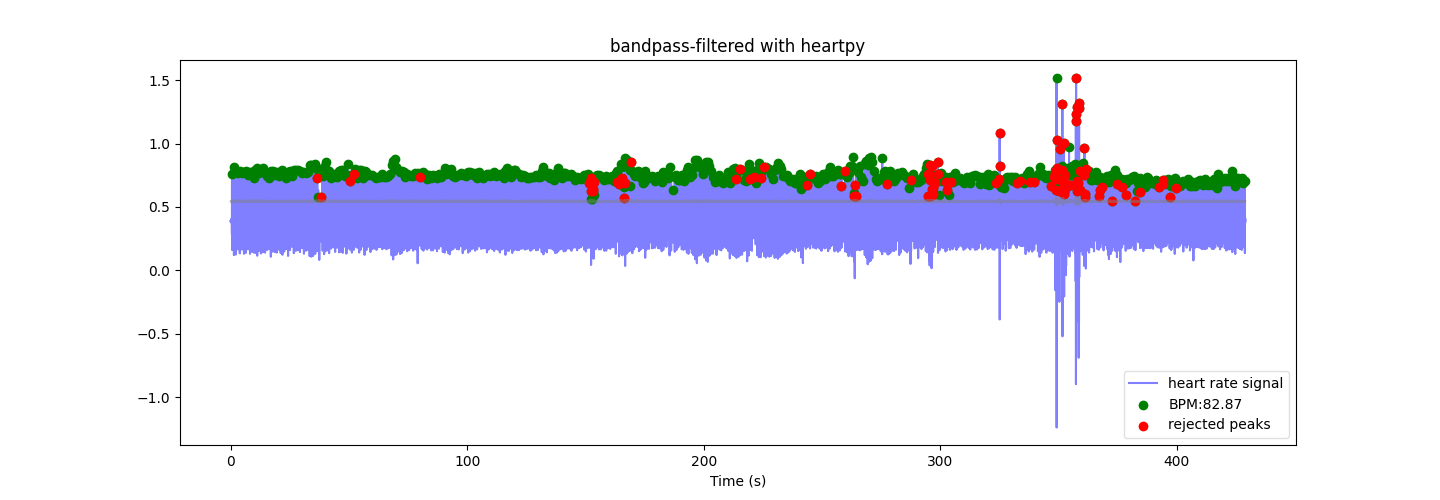 bandpass-filtered with heartpy
1.5
1.0
0.5
0.0
−0.5
−1.0
heart rate signal
BPM:82.87
rejected peaks
0
100
200
300
400
Time (s)